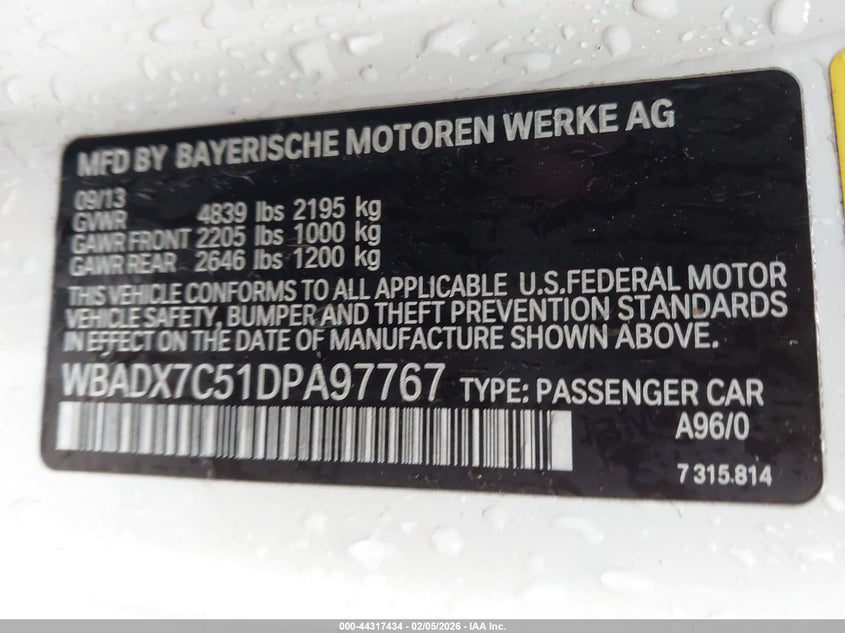 MFD BY BAYERISCHE MOTOREN WERKE AG
09/13
GVWR 4839 lbs 2195 kg
GAWR FRONT 2205 lbs 1000 kg
GAWR REAR 2646 lbs 1200 kg
THIS VEHICLE CONFORMS TO ALL APPLICABLE U.S.FEDERAL MOTOR
VEHICLE SAFETY, BUMPER AND THEFT PREVENTION STANDARDS
IN EFFECT ON THE DATE OF MANUFACTURE SHOWN ABOVE.
WBADX7C51DPA97767 TYPE: PASSENGER CAR
A96/0
7 315.814
000-44317434 - 02/05/2026 - IAA Inc.